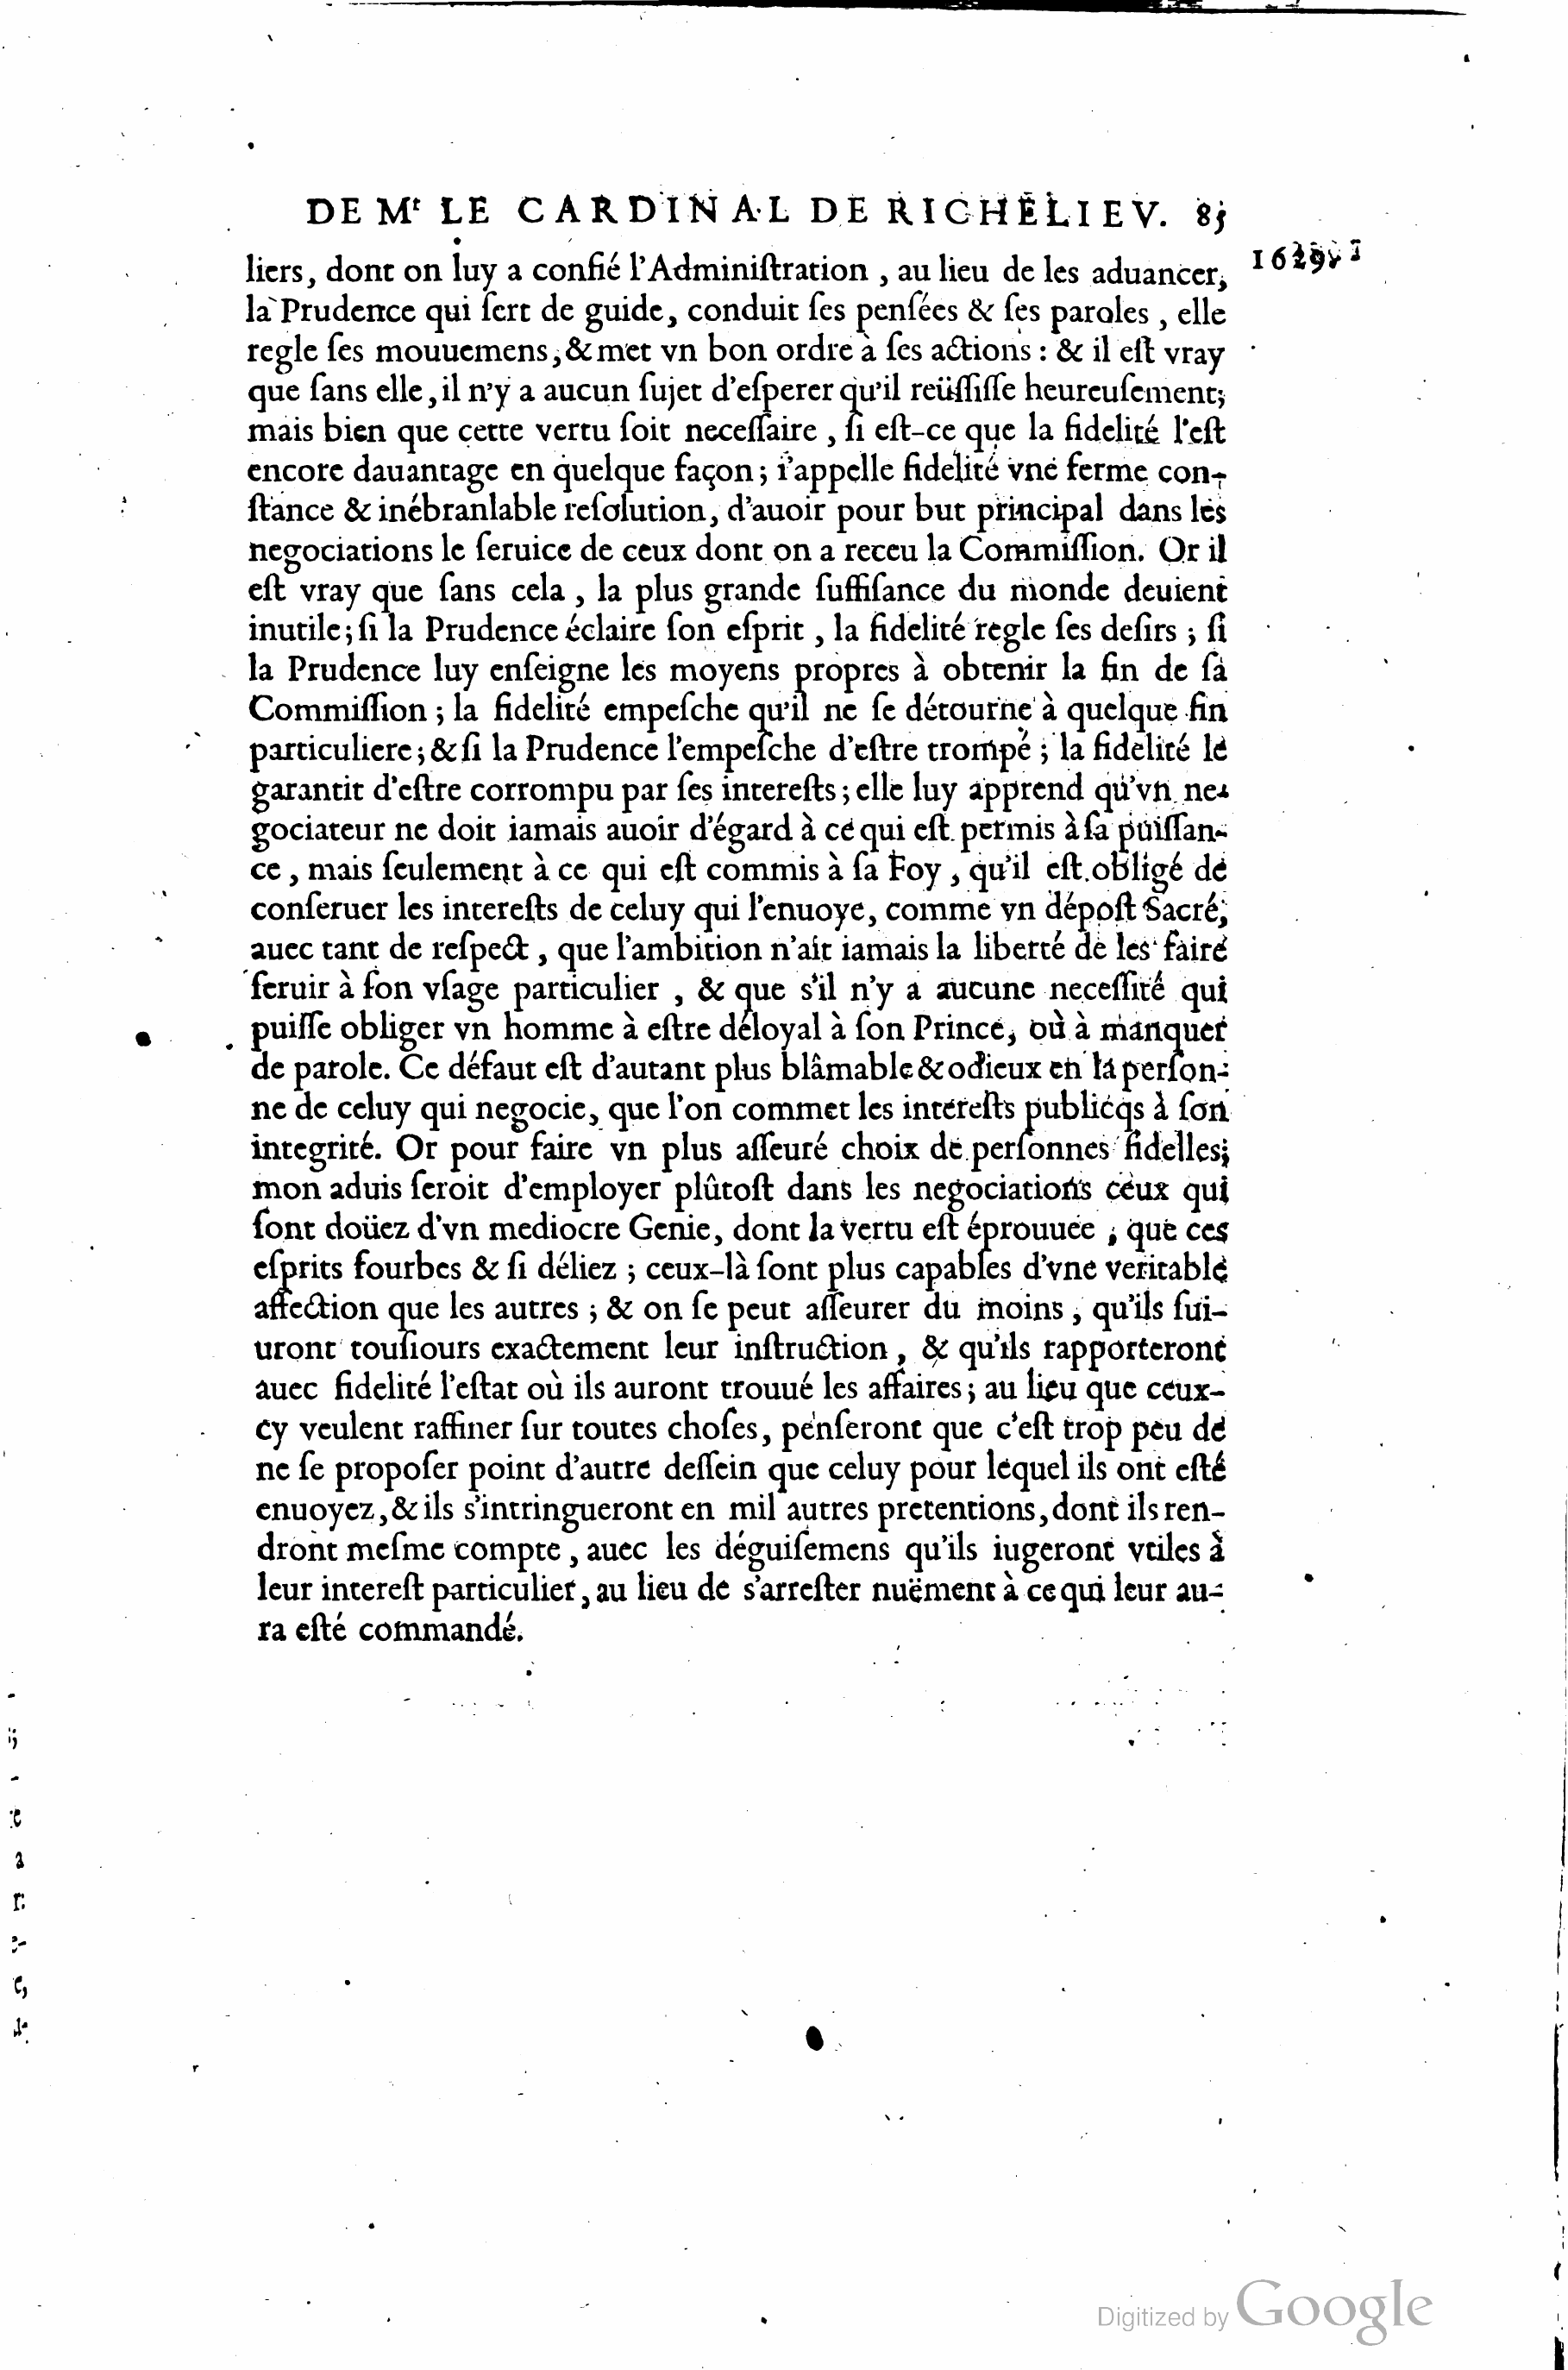 DE Mr LE CARDINAL DE RICHELIEV. 85
1629.
liers, dont on luy a confié l'Adminiſtration, au lieu de les aduancer,
la Prudence qui ſert de guide, conduit ſes penſées & ſes paroles, elle
regle ſes mouuemens, & met vn bon ordre à ſes actions: & il eſt vray
que ſans elle, il n'y a aucun ſujet d'eſperer qu'il reüſſiſſe heureuſement;
mais bien que cette vertu ſoit neceſſaire, ſi eſt-ce que la fidelité l'eſt
encore dauantage en quelque façon; i'appelle fidelité vne ferme con-
ſtance & inébranlable reſolution, d'auoir pour but principal dans les
negociations le ſeruice de ceux dont on a receu la Commiſſion. Or il
eſt vray que ſans cela, la plus grande ſuffiſance du monde deuient
inutile; ſi la Prudence éclaire ſon eſprit, la fidelité regle ſes deſirs; ſi
la Prudence luy enſeigne les moyens propres à obtenir la fin de ſa
Commiſſion; la fidelité empeſche qu'il ne ſe détourne à quelque fin
particuliere; & ſi la Prudence l'empeſche d'eſtre trompé; la fidelité le
garantit d'eſtre corrompu par ſes intereſts; elle luy apprend qu'vn ne-
gociateur ne doit iamais auoir d'égard à ce qui eſt permis à ſa puiſſan-
ce, mais ſeulement à ce qui eſt commis à ſa Foy, qu'il eſt obligé de
conſeruer les intereſts de celuy qui l'enuoye, comme vn dépoſt Sacré,
auec tant de reſpect, que l'ambition n'ait iamais la liberté de les faire
ſeruir à ſon vſage particulier, & que s'il n'y a aucune neceſſité qui
puiſſe obliger vn homme à eſtre déloyal à ſon Prince, où à manquer
de parole. Ce défaut eſt d'autant plus blâmable & odieux en la perſon-
ne de celuy qui negocie, que l'on commet les intereſts publicqs à ſon
integrité. Or pour faire vn plus aſſeuré choix de perſonnes fidelles;
mon aduis ſeroit d'employer plûtoſt dans les negociations ceux qui
ſont doüez d'vn mediocre Genie, dont la vertu eſt éprouuée, que ces
eſprits fourbes & ſi déliez; ceux-là ſont plus capables d'vne veritable
affection que les autres; & on ſe peut aſſeurer du moins, qu'ils ſui-
uront touſiours exactement leur inſtruction, & qu'ils rapporteront
auec fidelité l'eſtat où ils auront trouué les affaires; au lieu que ceux-
cy veulent raffiner ſur toutes choſes, penſeront que c'eſt trop peu de
ne ſe propoſer point d'autre deſſein que celuy pour lequel ils ont eſté
enuoyez, & ils s'intringueront en mil autres pretentions, dont ils ren-
dront meſme compte, auec les déguiſemens qu'ils iugeront vtiles à
leur intereſt particulier, au lieu de s'arreſter nuëment à ce qui leur au-
ra eſté commandé.
Digitized by Google